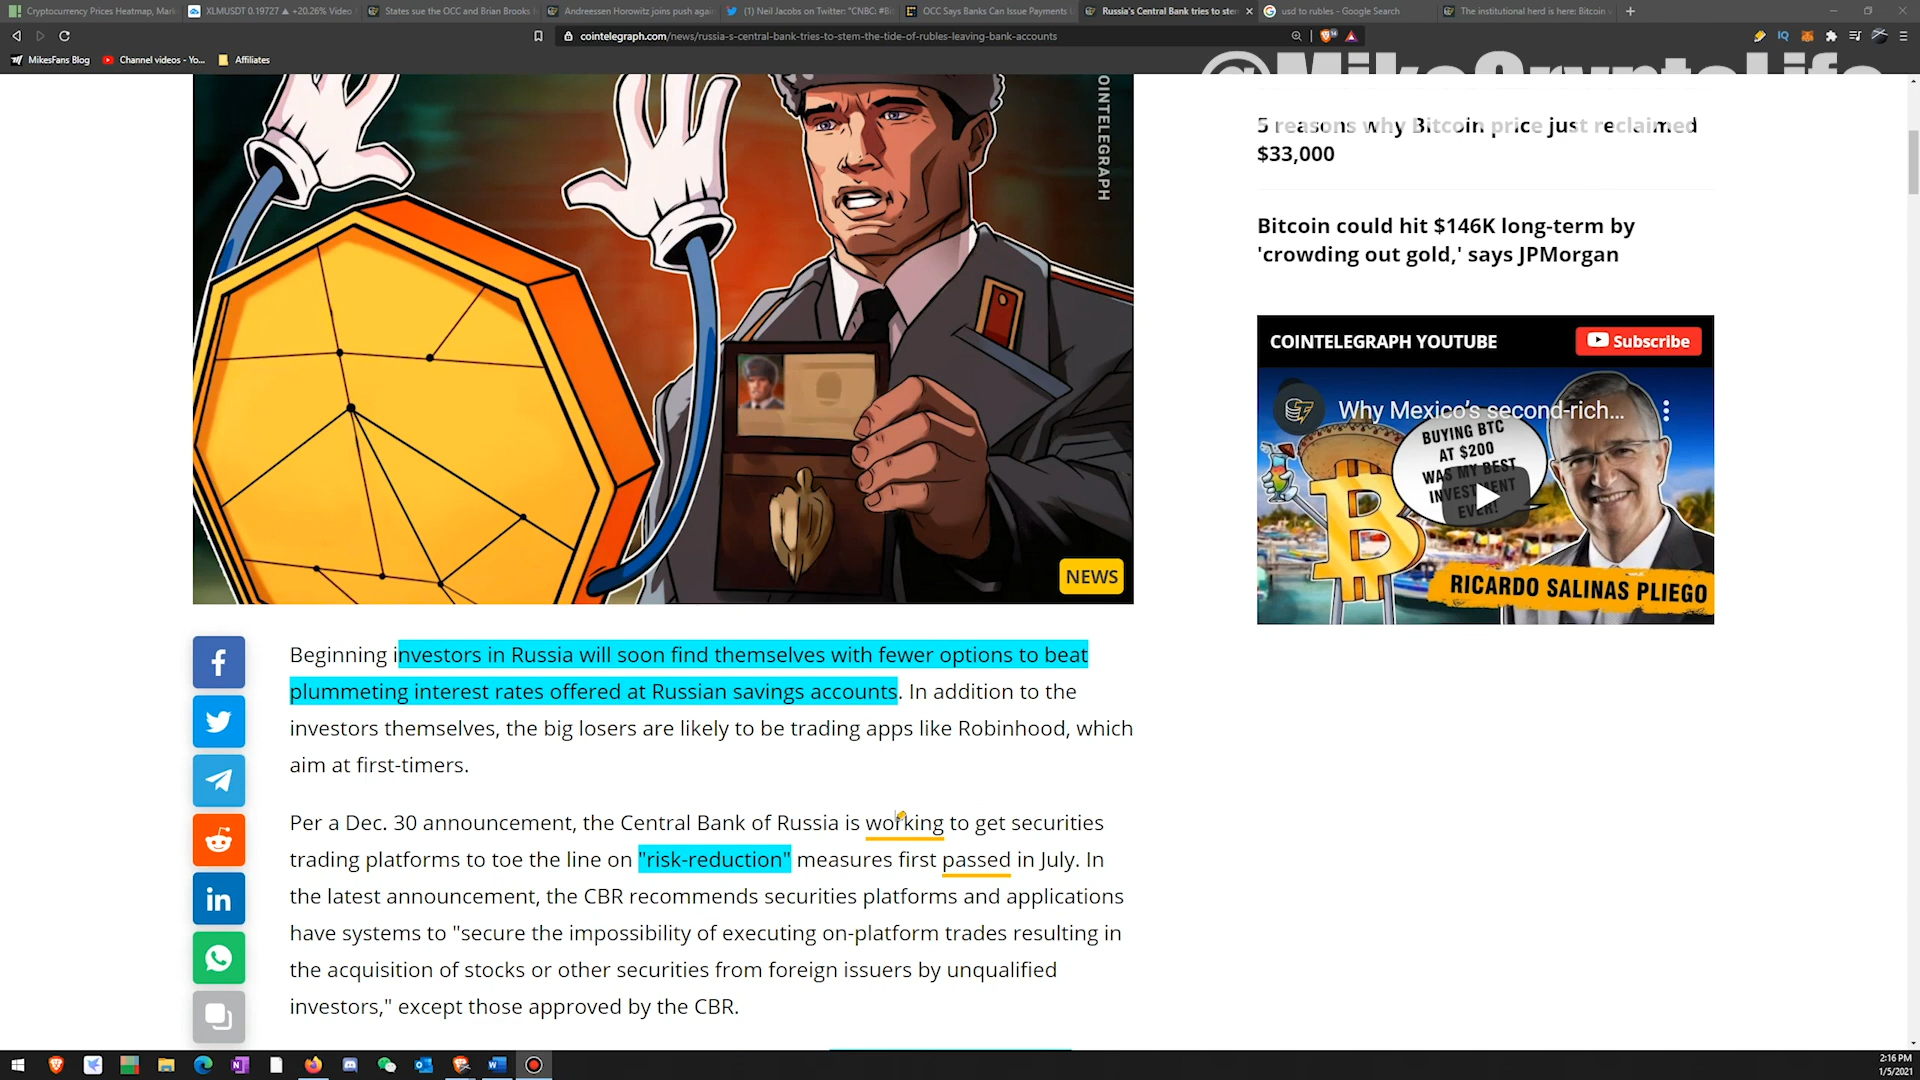 Cryptocurrency Prices Heatmap, Mark
XLMUSDT 0.19727 ▲ +20.26% Video
States sue the OCC and Brian Brooks
Andreessen Horowitz joins push agai
(1) Neil Jacobs on Twitter: "CNBC: #Bi
OCC Says Banks Can Issue Payments
Russia's Central Bank tries to ste
usd to rubles - Google Search
The institutional herd is here: Bitcoin
cointelegraph.com/news/russia-s-central-bank-tries-to-stem-the-tide-of-rubles-leaving-bank-accounts
IQ
MikesFans Blog
Channel videos - Yo...
Affiliates
@MikeCryptoLife
OINTELEGRAPH
NEWS
5 reasons why Bitcoin price just reclaimed
$33,000
Bitcoin could hit $146K long-term by
'crowding out gold,' says JPMorgan
COINTELEGRAPH YOUTUBE
Subscribe
Why Mexico's second-rich...
BUYING BTC
AT $200
WAS MY BEST
INVESTMENT
EVER!
RICARDO SALINAS PLIEGO
Beginning investors in Russia will soon find themselves with fewer options to beat
plummeting interest rates offered at Russian savings accounts. In addition to the
investors themselves, the big losers are likely to be trading apps like Robinhood, which
aim at first-timers.
Per a Dec. 30 announcement, the Central Bank of Russia is working to get securities
trading platforms to toe the line on "risk-reduction" measures first passed in July. In
the latest announcement, the CBR recommends securities platforms and applications
have systems to "secure the impossibility of executing on-platform trades resulting in
the acquisition of stocks or other securities from foreign issuers by unqualified
investors," except those approved by the CBR.
2:16 PM
1/5/2021